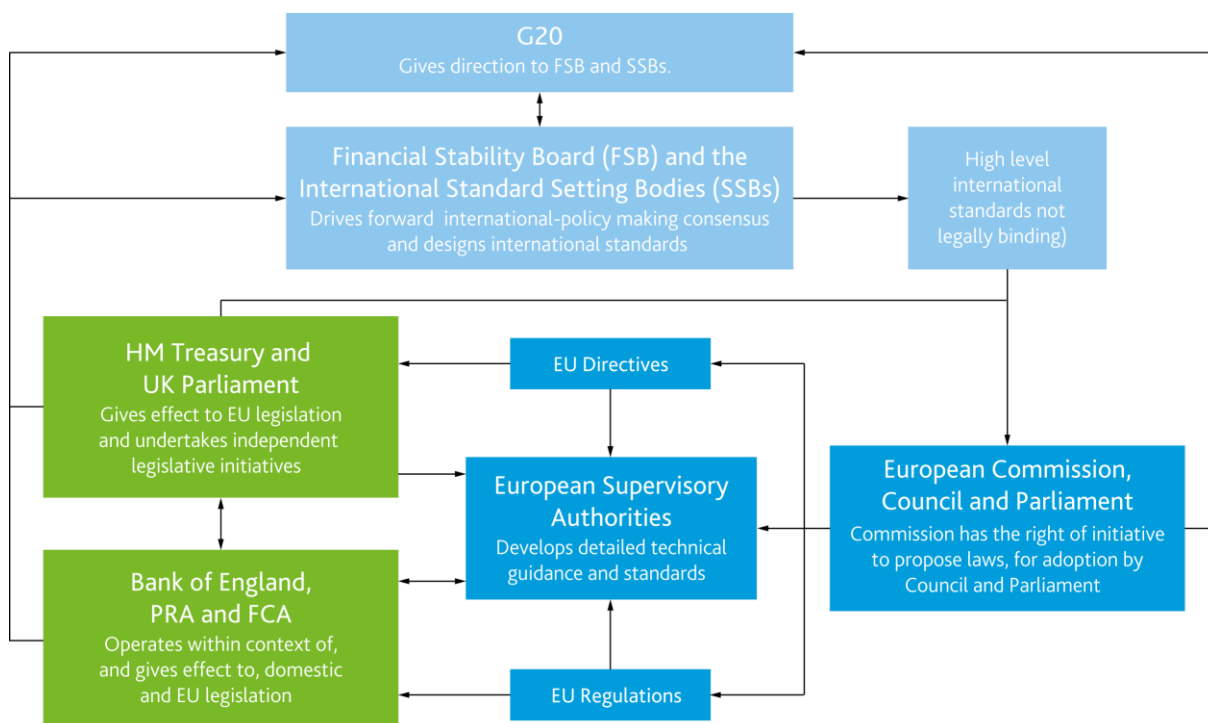 G20
Gives direction to FSB and SSBs.
Financial Stability Board (FSB) and the
International Standard Setting Bodies (SSBs)
Drives forward international-policy making consensus
and designs international standards
High level
international
standards not
legally binding)
HM Treasury and
UK Parliament
Gives effect to EU legislation
and undertakes independent
legislative initiatives
EU Directives
European Supervisory
Authorities
Develops detailed technical
guidance and standards
European Commission,
Council and Parliament
Commission has the right of initiative
to propose laws, for adoption by
Council and Parliament
Bank of England,
PRA and FCA
Operates within context of,
and gives effect to, domestic
and EU legislation
EU Regulations